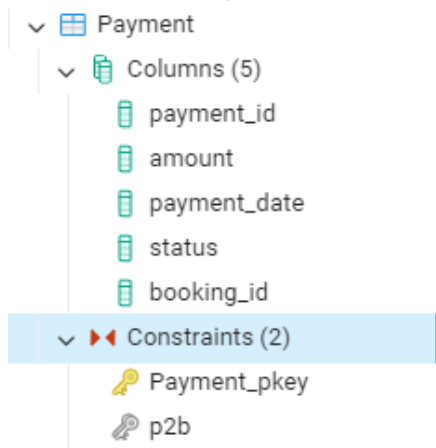 Payment
Columns (5)
payment_id
amount
payment_date
status
booking_id
Constraints (2)
Payment_pkey
p2b